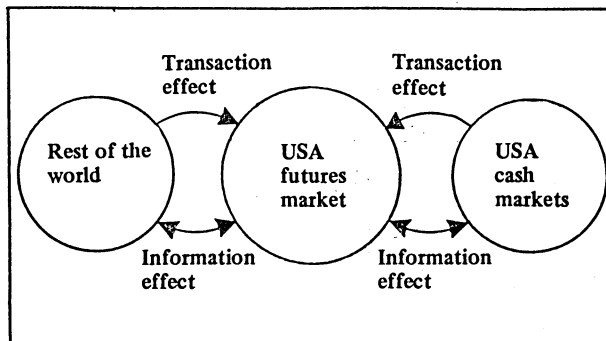 Transaction
effect
Transaction
effect
Rest of the
world
USA
futures
market
USA
cash
markets
Information
effect
Information
effect